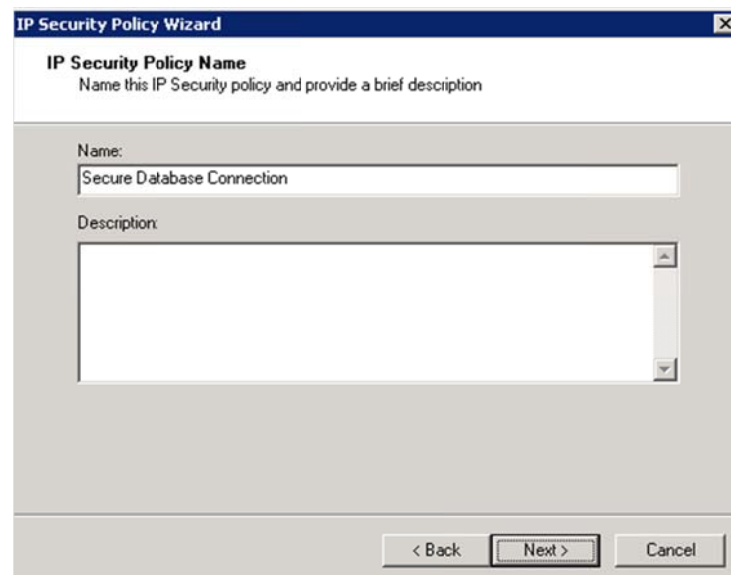 IP Security Policy Wizard
IP Security Policy Name
Name this IP Security policy and provide a brief description
Name:
Secure Database Connection
Description:
< Back
Next >
Cancel